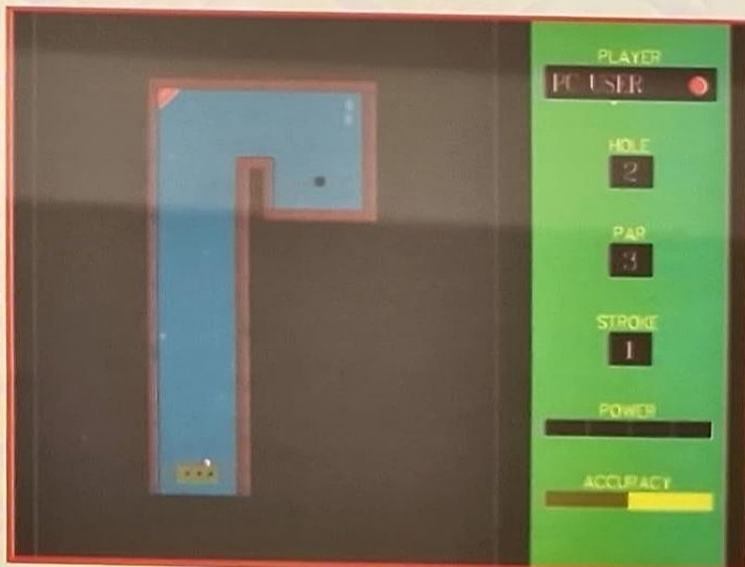 PLAYER
PC USER
HOLE
2
PAR
3
STROKE
1
POWER
ACCURACY